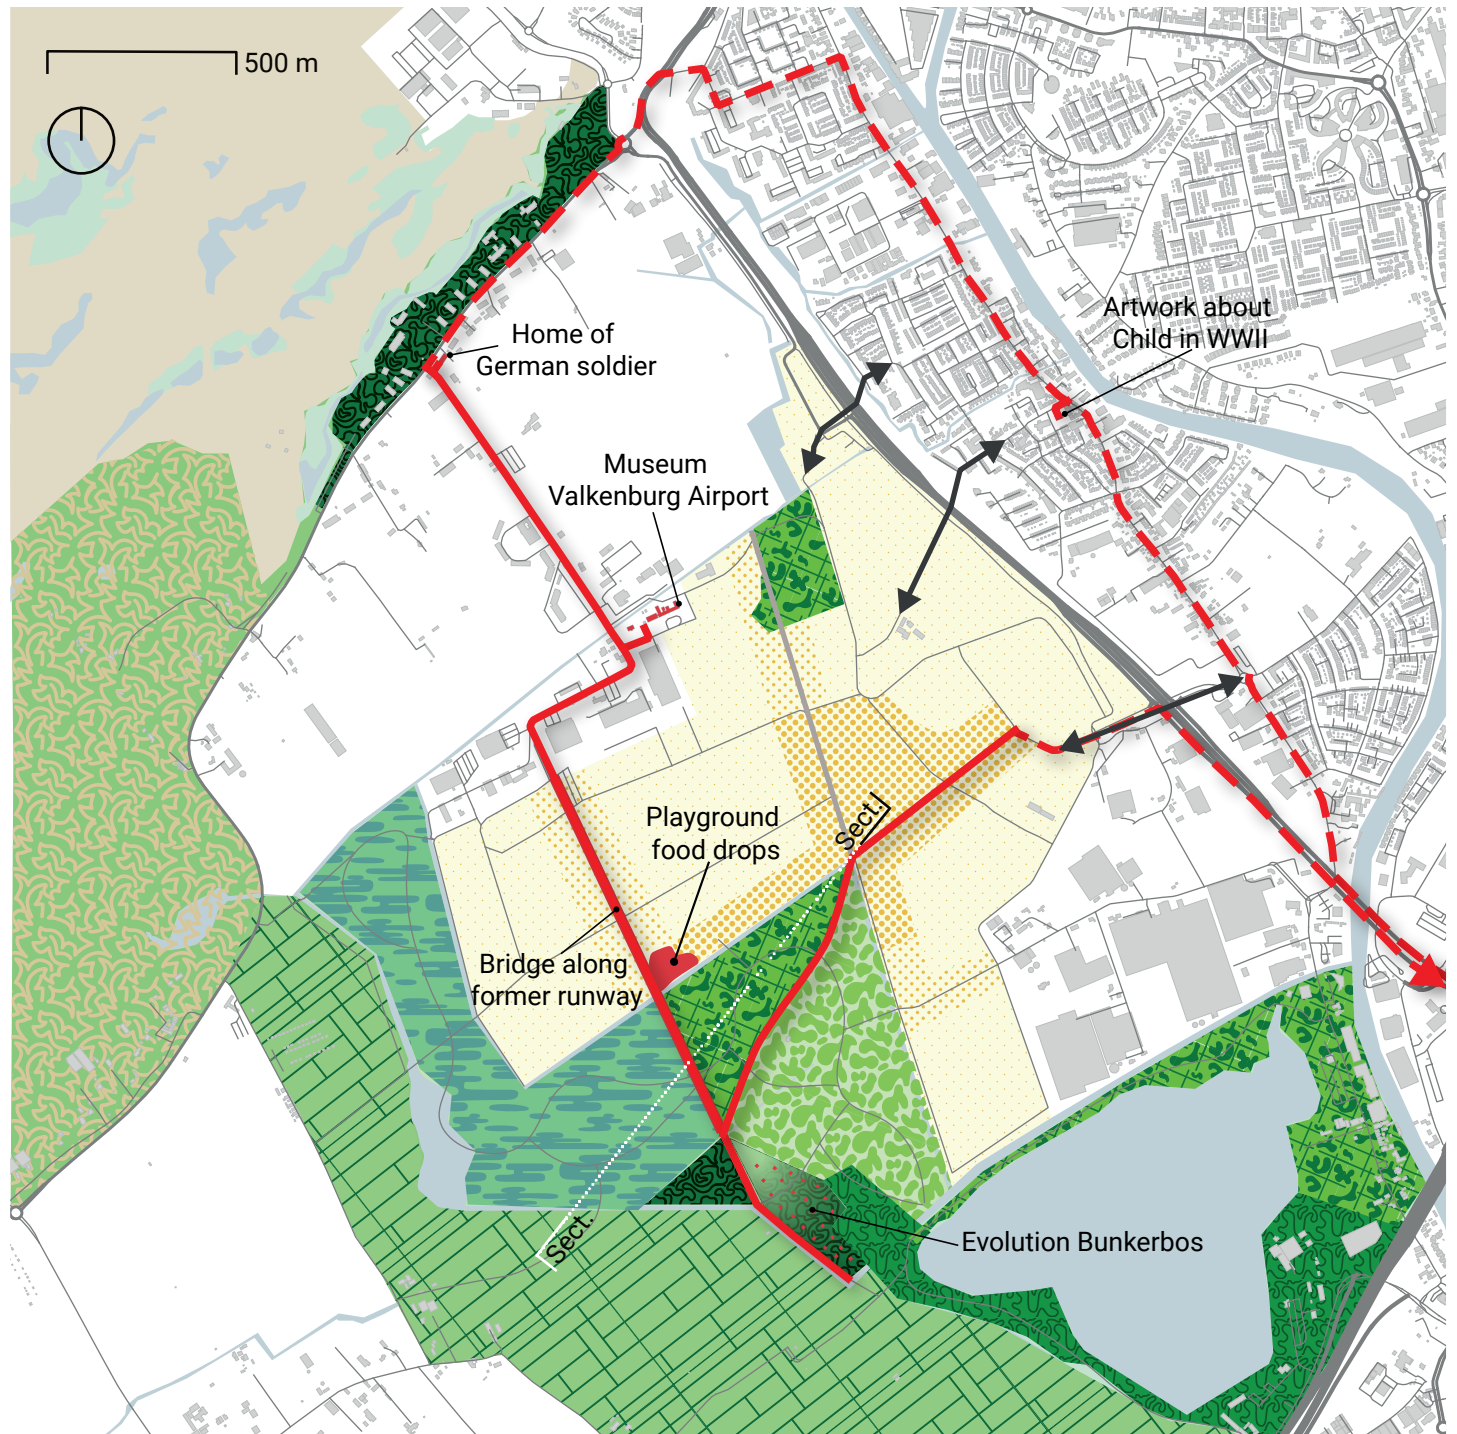 500 m
Artwork about
Child in WWII
Home of
German soldier
Museum
Valkenburg Airport
Sect.
Playground
food drops
Bridge along
former runway
Sect.
Evolution Bunkerbos